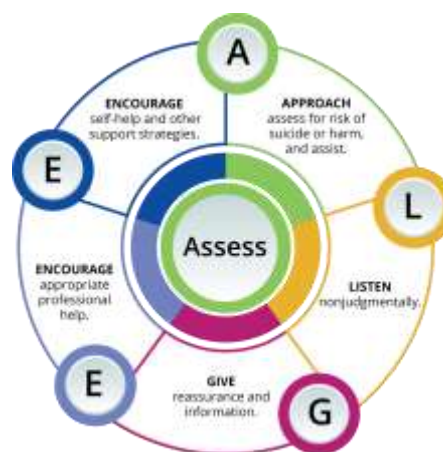 A
APPROACH
assess for risk of
suicide or harm,
and assist.
L
LISTEN
nonjudgmentally.
G
GIVE
reassurance and
information.
E
ENCOURAGE
appropriate
professional
help.
E
ENCOURAGE
self-help and other
support strategies.
Assess